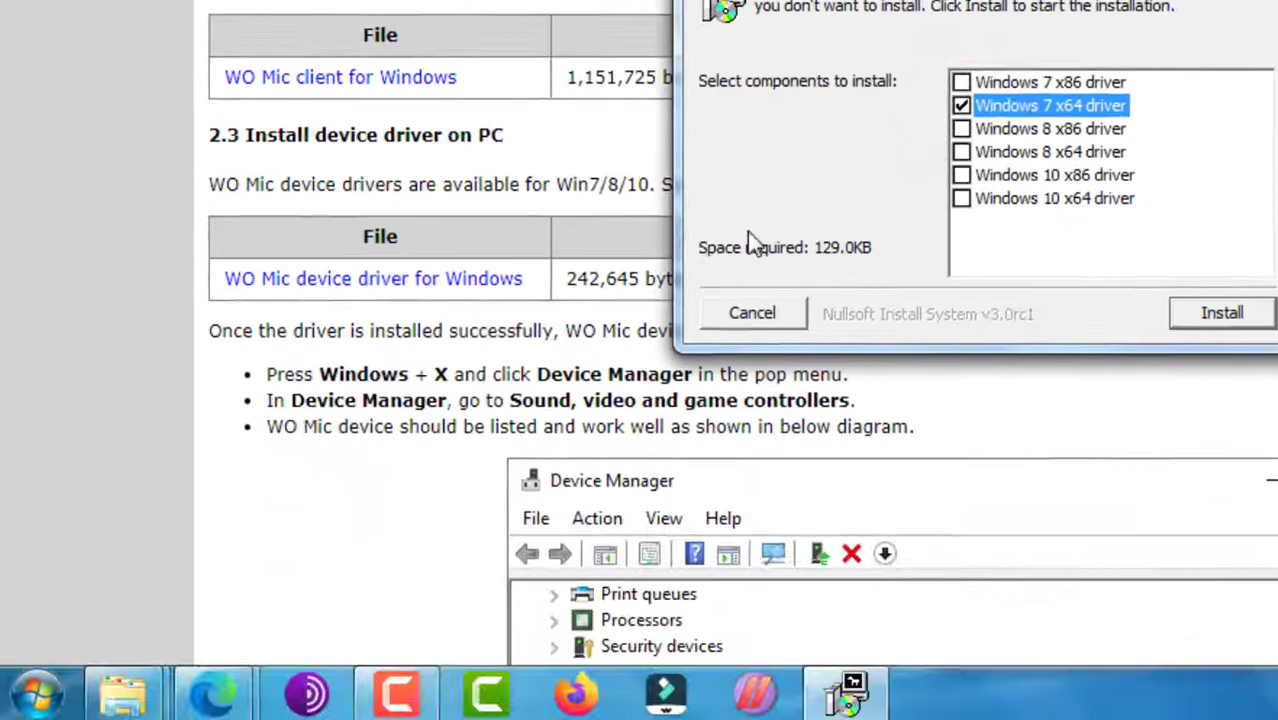 you don't want to install. Click Install to start the installation.
File
WO Mic client for Windows
1,151,725 b
Select components to install:
Windows 7 x86 driver
Windows 7 x64 driver
Windows 8 x86 driver
Windows 8 x64 driver
Windows 10 x86 driver
Windows 10 x64 driver
2.3 Install device driver on PC
WO Mic device drivers are available for Win7/8/10. S
File
Space required: 129.0KB
WO Mic device driver for Windows
242,645 byt
Cancel
Nullsoft Install System v3.0rc1
Install
Once the driver is installed successfully, WO Mic devi
• Press Windows + X and click Device Manager in the pop menu.
• In Device Manager, go to Sound, video and game controllers.
• WO Mic device should be listed and work well as shown in below diagram.
Device Manager
File Action View Help
Print queues
Processors
Security devices